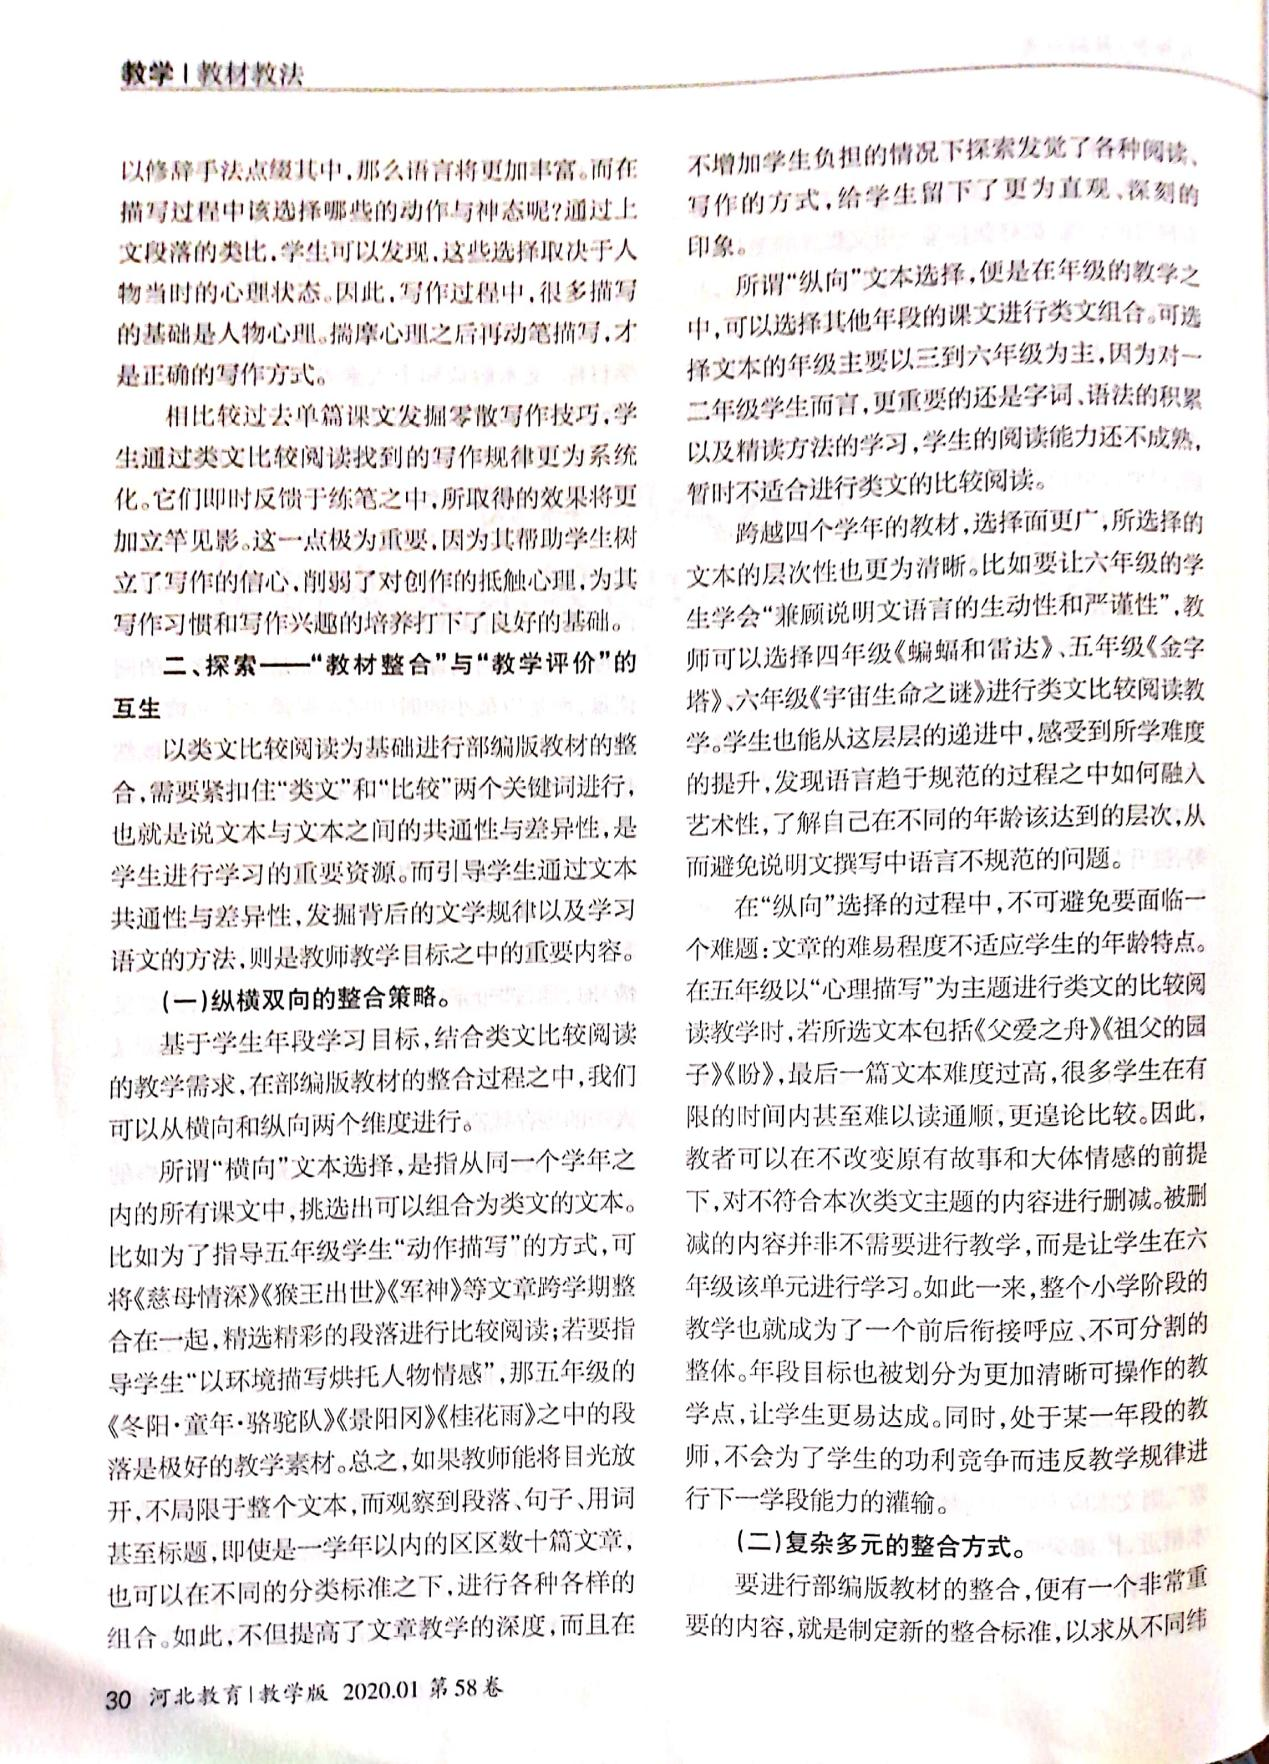 教学 | 教材教法
以修辞手法点缀其中,那么语言将更加丰富。而在
描写过程中该选择哪些的动作与神态呢?通过上
文段落的类比,学生可以发现,这些选择取决于人
物当时的心理状态。因此,写作过程中,很多描写
的基础是人物心理。揣摩心理之后再动笔描写,才
是正确的写作方式。
相比较过去单篇课文发掘零散写作技巧,学
生通过类文比较阅读找到的写作规律更为系统
化。它们即时反馈于练笔之中,所取得的效果将更
加立竿见影。这一点极为重要,因为其帮助学生树
立了写作的信心,削弱了对创作的抵触心理,为其
写作习惯和写作兴趣的培养打下了良好的基础。
二、探索——“教材整合”与“教学评价”的
互生
以类文比较阅读为基础进行部编版教材的整
合,需要紧扣住“类文”和“比较”两个关键词进行,
也就是说文本与文本之间的共通性与差异性,是
学生进行学习的重要资源。而引导学生通过文本
共通性与差异性,发掘背后的文学规律以及学习
语文的方法,则是教师教学目标之中的重要内容。
(一)纵横双向的整合策略。
基于学生年段学习目标,结合类文比较阅读
的教学需求,在部编版教材的整合过程之中,我们
可以从横向和纵向两个维度进行。
所谓“横向”文本选择,是指从同一个学年之
内的所有课文中,挑选出可以组合为类文的文本。
比如为了指导五年级学生“动作描写”的方式,可
将《慈母情深》《猴王出世》《军神》等文章跨学期整
合在一起,精选精彩的段落进行比较阅读;若要指
导学生“以环境描写烘托人物情感”,那五年级的
《冬阳·童年·骆驼队》《景阳冈》《桂花雨》之中的段
落是极好的教学素材。总之,如果教师能将目光放
开,不局限于整个文本,而观察到段落、句子、用词
甚至标题,即使是一学年以内的区区数十篇文章,
也可以在不同的分类标准之下,进行各种各样的
组合。如此,不但提高了文章教学的深度,而且在
不增加学生负担的情况下探索发觉了各种阅读、
写作的方式,给学生留下了更为直观、深刻的
印象。
所谓“纵向”文本选择,便是在年级的教学之
中,可以选择其他年段的课文进行类文组合。可选
择文本的年级主要以三到六年级为主,因为对一
二年级学生而言,更重要的还是字词、语法的积累
以及精读方法的学习,学生的阅读能力还不成熟,
暂时不适合进行类文的比较阅读。
跨越四个学年的教材,选择面更广,所选择的
文本的层次性也更为清晰。比如要让六年级的学
生学会“兼顾说明文语言的生动性和严谨性”,教
师可以选择四年级《蝙蝠和雷达》、五年级《金字
塔》、六年级《宇宙生命之谜》进行类文比较阅读教
学。学生也能从这层层的递进中,感受到所学难度
的提升,发现语言趋于规范的过程之中如何融入
艺术性,了解自己在不同的年龄该达到的层次,从
而避免说明文撰写中语言不规范的问题。
在“纵向”选择的过程中,不可避免要面临一
个难题:文章的难易程度不适应学生的年龄特点。
在五年级以“心理描写”为主题进行类文的比较阅
读教学时,若所选文本包括《父爱之舟》《祖父的园
子》《盼》,最后一篇文本难度过高,很多学生在有
限的时间内甚至难以读通顺,更遑论比较。因此,
教者可以在不改变原有故事和大体情感的前提
下,对不符合本次类文主题的内容进行删减。被删
减的内容并非不需要进行教学,而是让学生在六
年级该单元进行学习。如此一来,整个小学阶段的
教学也就成为了一个前后衔接呼应、不可分割的
整体。年段目标也被划分为更加清晰可操作的教
学点,让学生更易达成。同时,处于某一年段的教
师,不会为了学生的功利竞争而违反教学规律进
行下一学段能力的灌输。
(二)复杂多元的整合方式。
要进行部编版教材的整合,便有一个非常重
要的内容,就是制定新的整合标准,以求从不同纬
30 河北教育 | 教学版 2020.01 第58卷